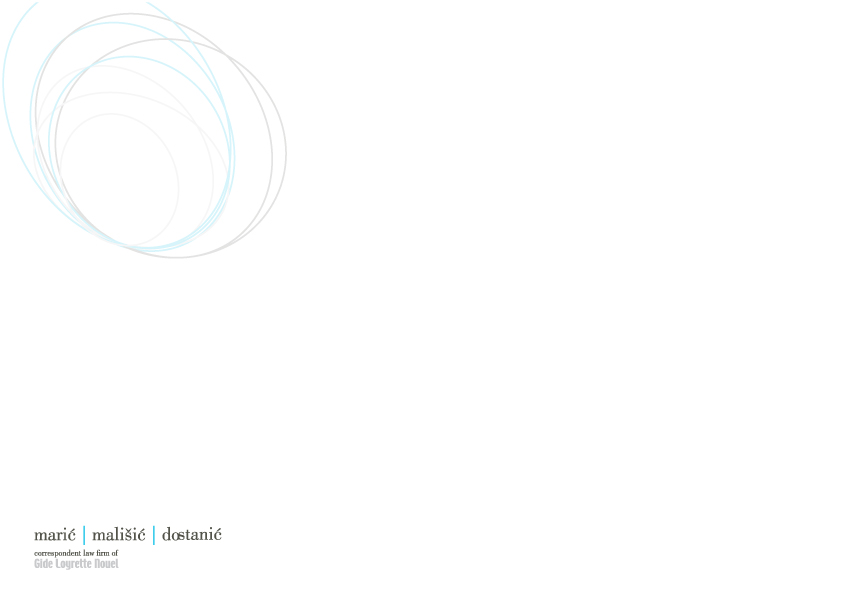 marić | mališić | dostanić
correspondent law firm of
Gide Loyrette Nouel